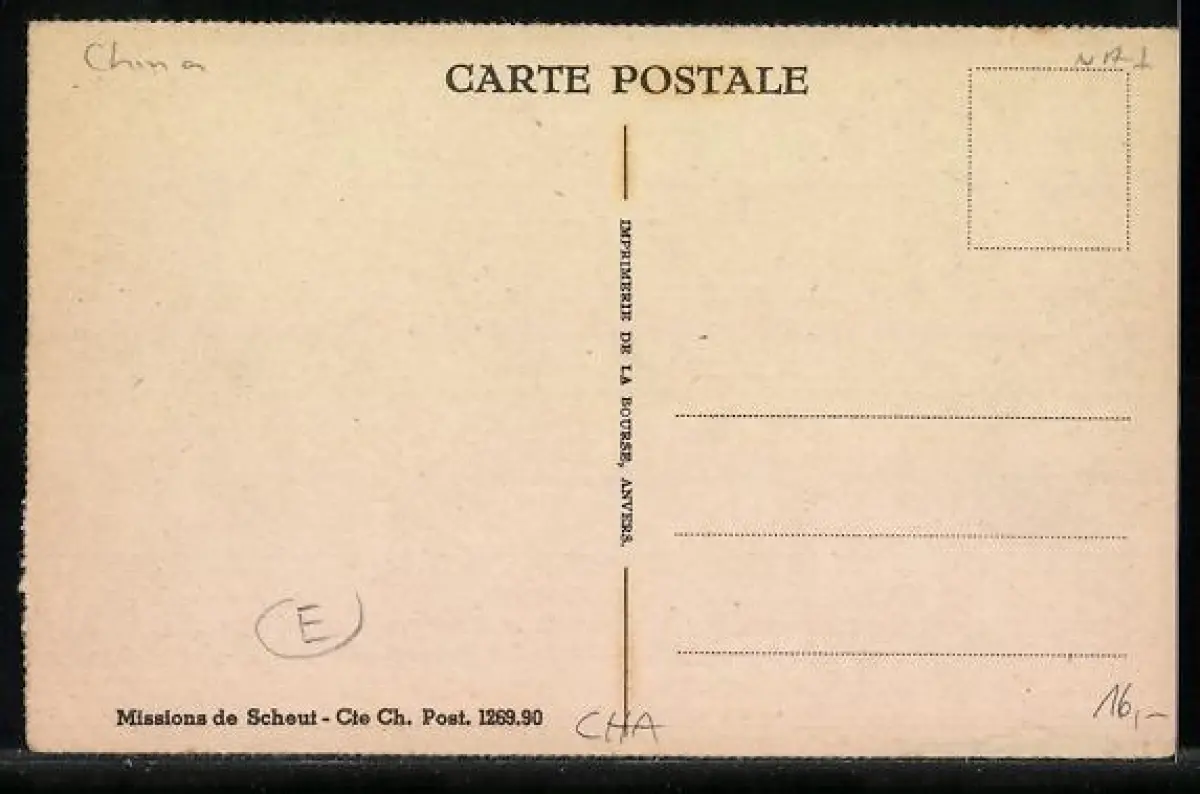 China
CARTE POSTALE
IMPRIMERIE DE LA BOURSE, ANVERS.
E
Missions de Scheut - Cte Ch. Post. 1269.90
CHA
16,-